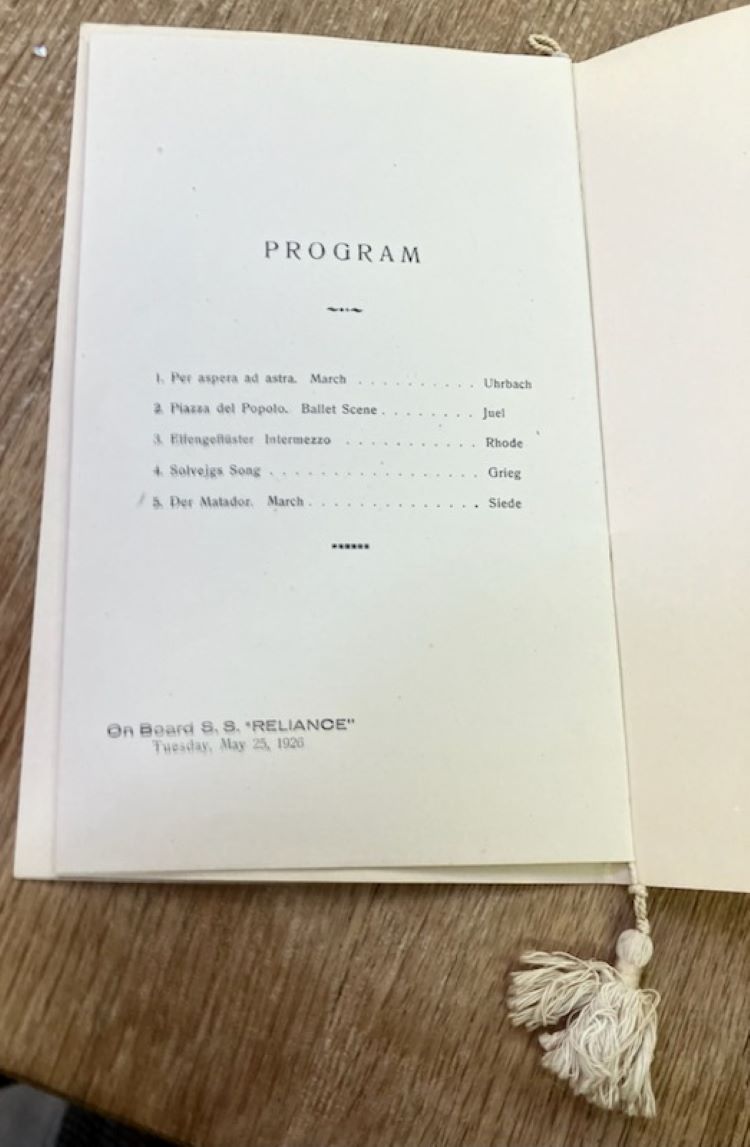 PROGRAM
1. Per aspera ad astra. March . . . . . . . . . . Uhrbach
2. Piazza del Popolo. Ballet Scene . . . . . . . . Juel
3. Elfengeflüster Intermezzo . . . . . . . . . . . Rhode
4. Solvejgs Song . . . . . . . . . . . . . . . . . Grieg
5. Der Matador. March . . . . . . . . . . . . . . Siede
On Board S. S. "RELIANCE"
Tuesday, May 25, 1926